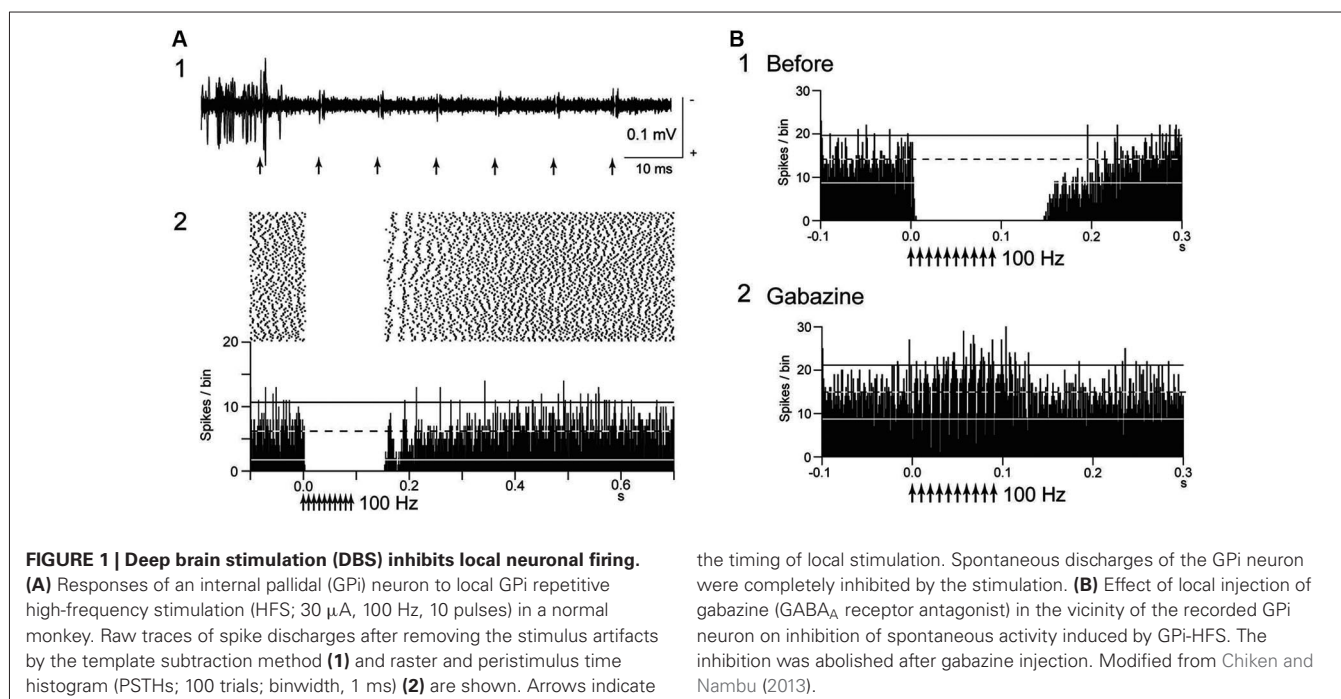 A
1
-
0.1 mV
+
10 ms
2
20
10
0
Spikes / bin
0.0
0.2
0.4
0.6
s
100 Hz
B
1 Before
30
20
10
0
Spikes / bin
-0.1
0.0
0.1
0.2
0.3
s
100 Hz
2 Gabazine
30
20
10
0
Spikes / bin
-0.1
0.0
0.1
0.2
0.3
s
100 Hz
FIGURE 1 | Deep brain stimulation (DBS) inhibits local neuronal firing.
(A) Responses of an internal pallidal (GPi) neuron to local GPi repetitive
high-frequency stimulation (HFS; 30 μA, 100 Hz, 10 pulses) in a normal
monkey. Raw traces of spike discharges after removing the stimulus artifacts
by the template subtraction method (1) and raster and peristimulus time
histogram (PSTHs; 100 trials; binwidth, 1 ms) (2) are shown. Arrows indicate
the timing of local stimulation. Spontaneous discharges of the GPi neuron
were completely inhibited by the stimulation. (B) Effect of local injection of
gabazine (GABAA receptor antagonist) in the vicinity of the recorded GPi
neuron on inhibition of spontaneous activity induced by GPi-HFS. The
inhibition was abolished after gabazine injection. Modified from Chiken and
Nambu (2013).